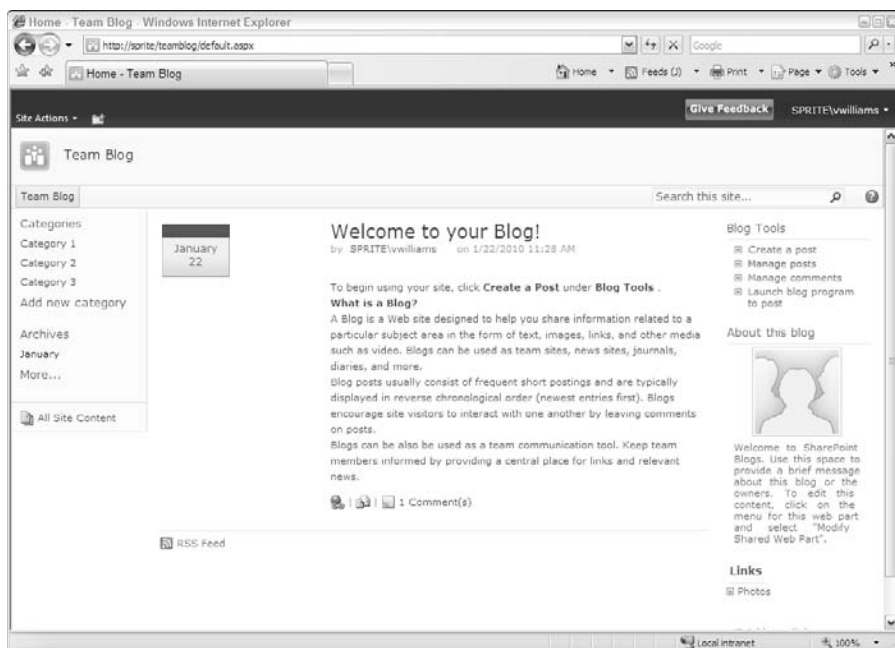 Home - Team Blog - Windows Internet Explorer
http://sprite/teamblog/default.aspx
Google
Home - Team Blog
Home
Feeds (J)
Print
Page
Tools
Site Actions
Give Feedback
SPRITE\vwilliams
Team Blog
Team Blog
Search this site...
Categories
Category 1
Category 2
Category 3
Add new category
Archives
January
More...
All Site Content
January
22
Welcome to your Blog!
by SPRITE\vwilliams on 1/22/2010 11:28 AM
To begin using your site, click Create a Post under Blog Tools .
What is a Blog?
A Blog is a Web site designed to help you share information related to a
particular subject area in the form of text, images, links, and other media
such as video. Blogs can be used as team sites, news sites, journals,
diaries, and more.
Blog posts usually consist of frequent short postings and are typically
displayed in reverse chronological order (newest entries first). Blogs
encourage site visitors to interact with one another by leaving comments
on posts.
Blogs can be also be used as a team communication tool. Keep team
members informed by providing a central place for links and relevant
news.
1 Comment(s)
RSS Feed
Blog Tools
Create a post
Manage posts
Manage comments
Launch blog program
to post
About this blog
Welcome to SharePoint
Blogs. Use this space to
provide a brief message
about this blog or the
owners. To edit this
content, click on the
menu for this web part
and select "Modify
Shared Web Part".
Links
Photos
Local intranet
100%